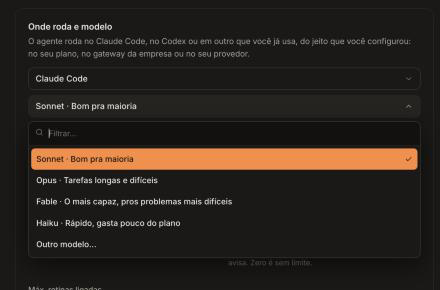 Onde roda e modelo
O agente roda no Claude Code, no Codex ou em outro que você já usa, do jeito que você configurou:
no seu plano, no gateway da empresa ou no seu provedor.
Claude Code
Sonnet · Bom pra maioria
Filtrar...
Sonnet · Bom pra maioria
Opus · Tarefas longas e difíceis
Fable · O mais capaz, pros problemas mais difíceis
Haiku · Rápido, gasta pouco do plano
Outro modelo...
avisa. Zero é sem limite.